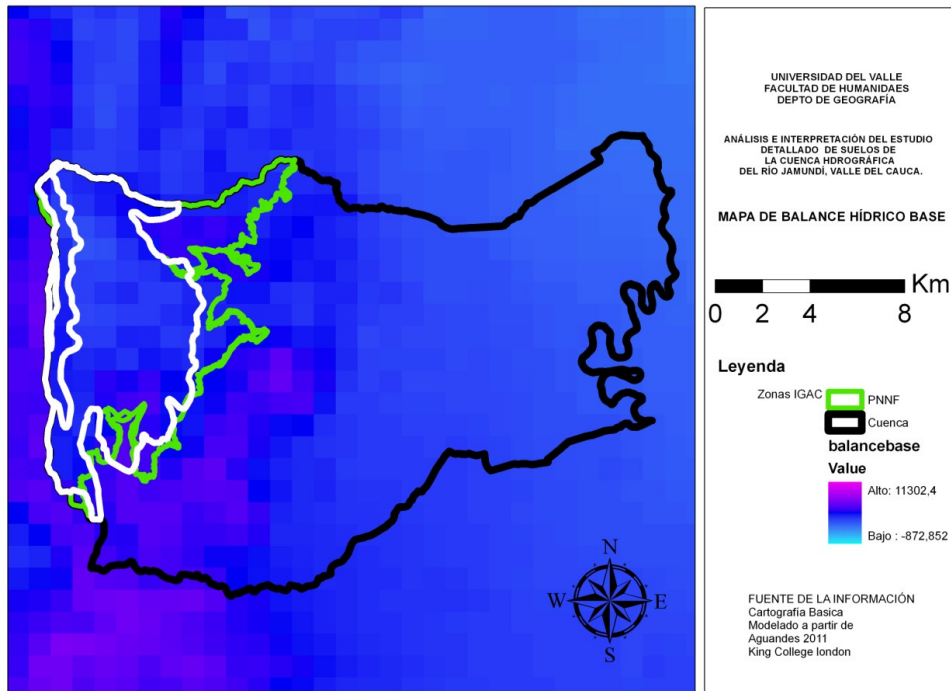 UNIVERSIDAD DEL VALLE
FACULTAD DE HUMANIDAES
DEPTO DE GEOGRAFÍA
ANÁLISIS E INTERPRETACIÓN DEL ESTUDIO
DETALLADO DE SUELOS DE
LA CUENCA HDROGRÁFICA
DEL RÍO JAMUNDÍ, VALLE DEL CAUCA.
MAPA DE BALANCE HÍDRICO BASE
Km
0 2 4 8
Leyenda
Zonas IGAC
PNNF
Cuenca
balancebase
Value
Alto: 11302,4
Bajo : -872,852
N
W E
S
FUENTE DE LA INFORMACIÓN
Cartografía Basica
Modelado a partir de
Aguandes 2011
King College london